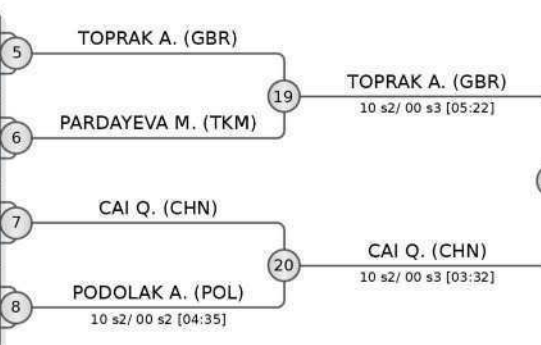 5
TOPRAK A. (GBR)
19
TOPRAK A. (GBR)
10 s2/ 00 s3 [05:22]
6
PARDAYEVA M. (TKM)
7
CAI Q. (CHN)
20
CAI Q. (CHN)
10 s2/ 00 s3 [03:32]
8
PODOLAK A. (POL)
10 s2/ 00 s2 [04:35]